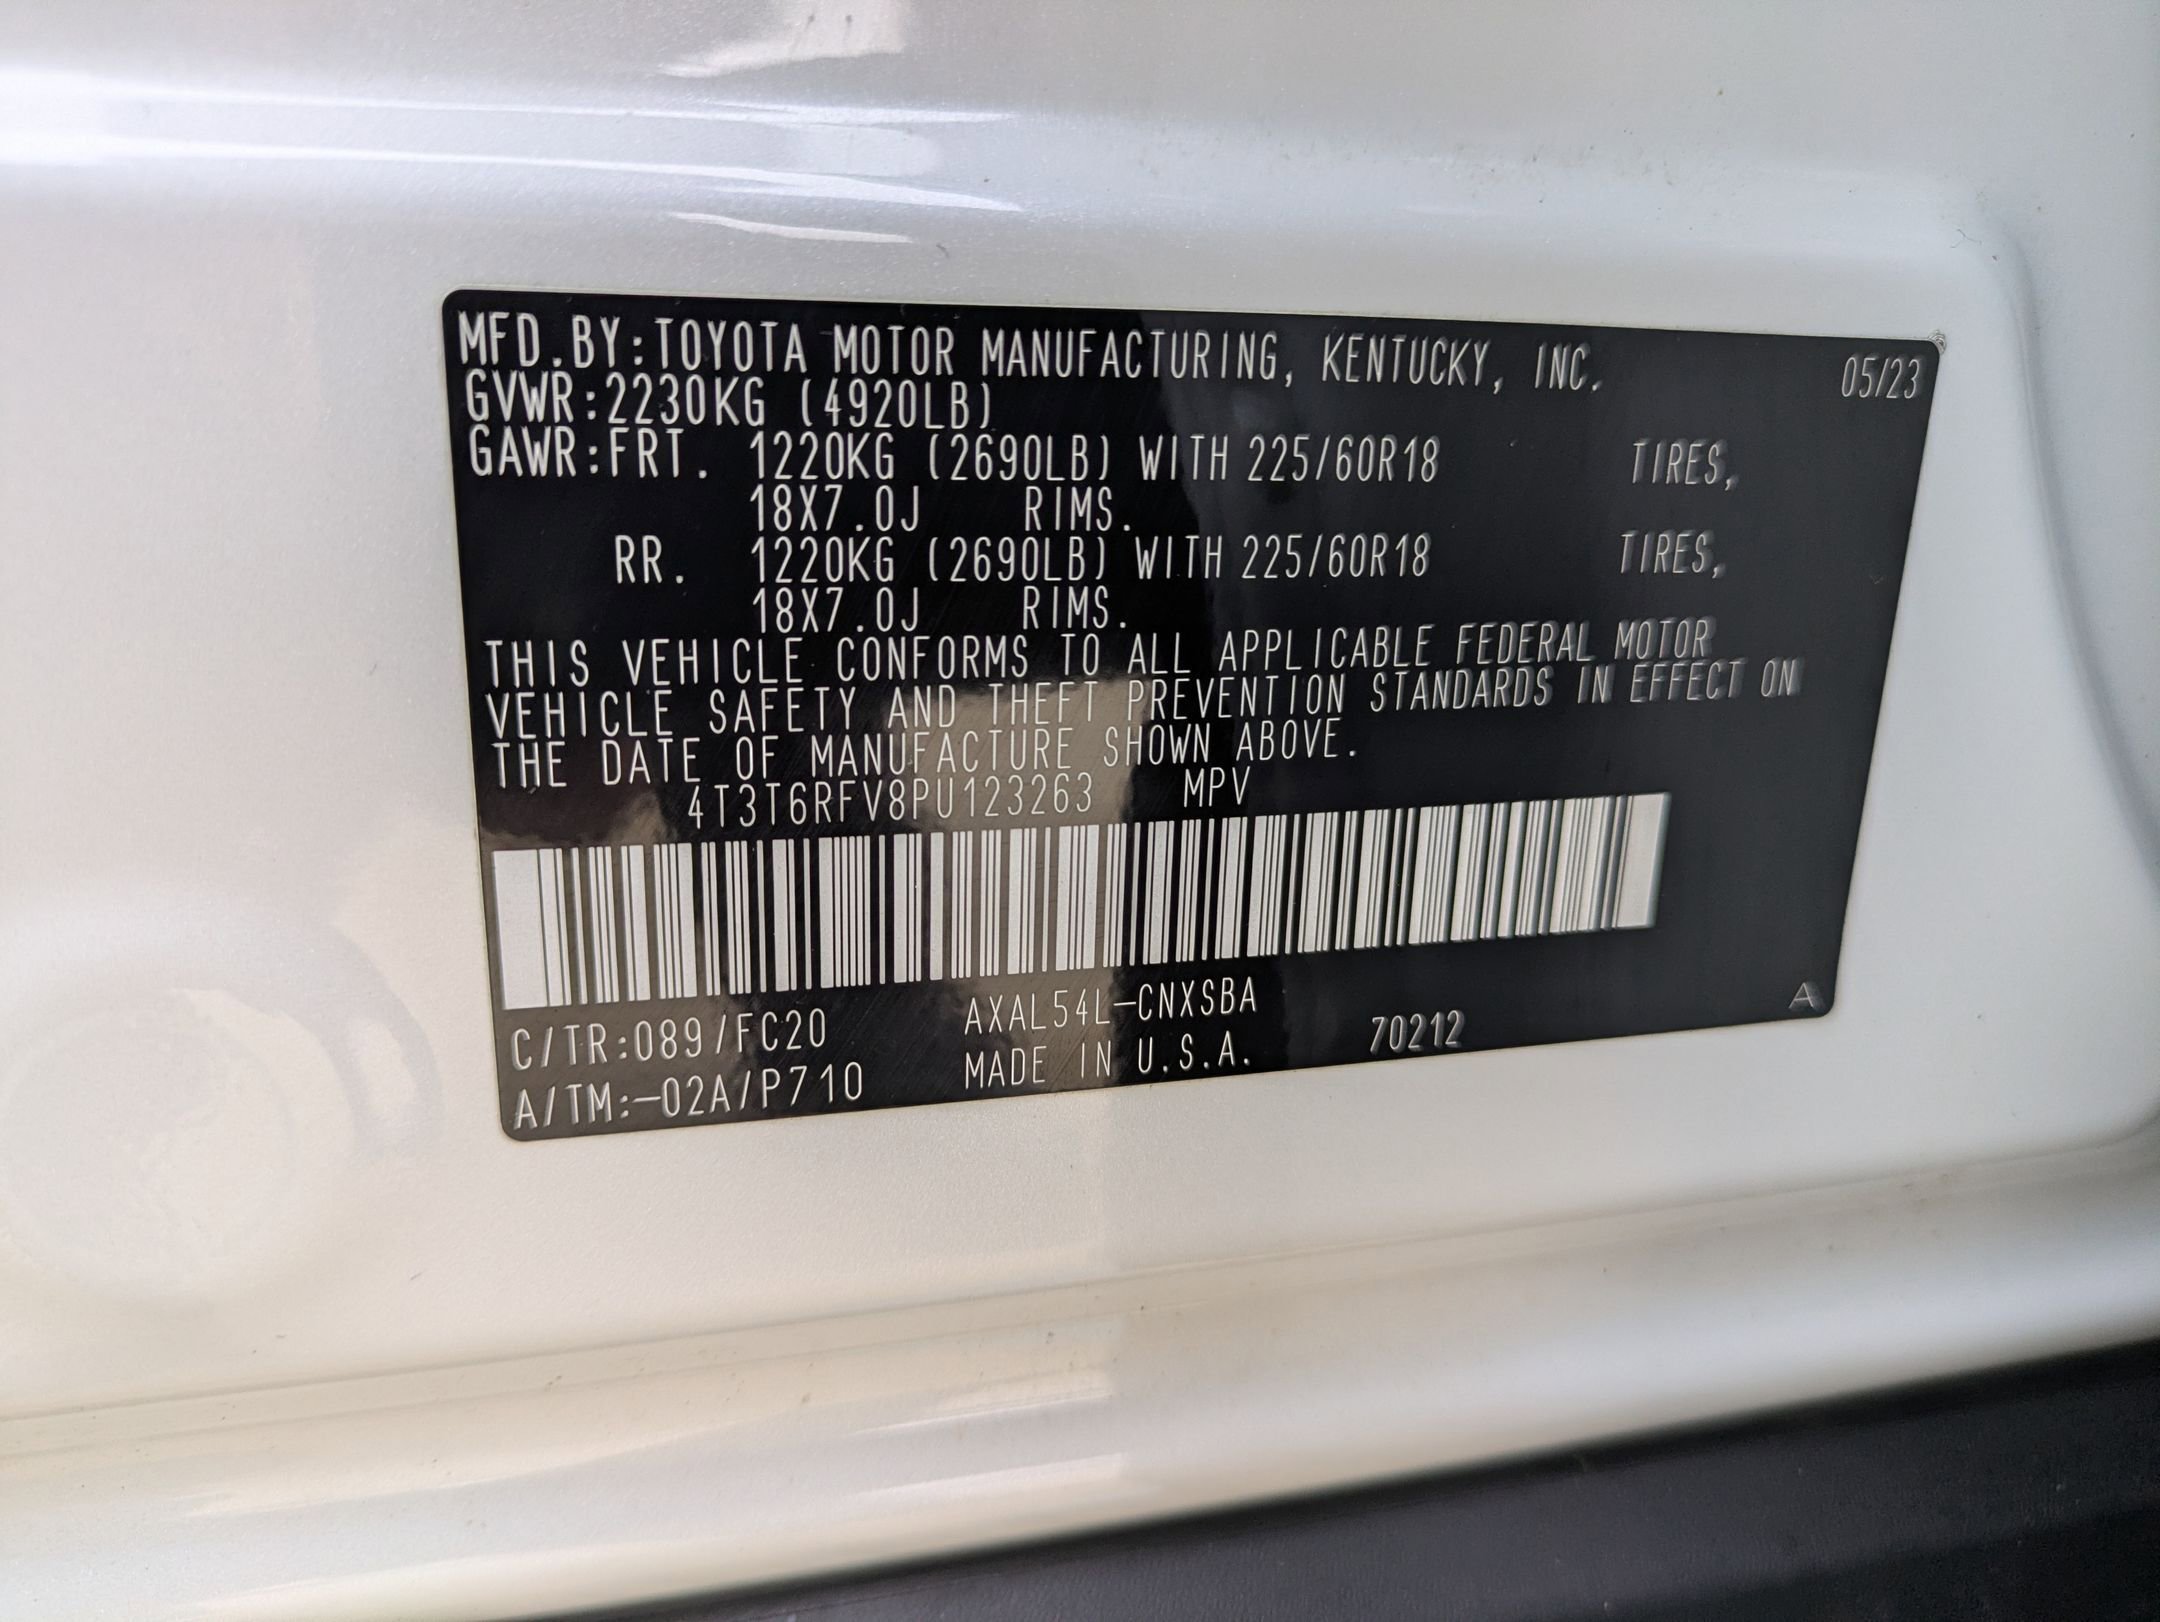 MFD.BY:TOYOTA MOTOR MANUFACTURING, KENTUCKY, INC. 05/23
GVWR:2230KG (4920LB)
GAWR:FRT. 1220KG (2690LB) WITH 225/60R18 TIRES,
18X7.0J RIMS.
RR. 1220KG (2690LB) WITH 225/60R18 TIRES,
18X7.0J RIMS.
THIS VEHICLE CONFORMS TO ALL APPLICABLE FEDERAL MOTOR
VEHICLE SAFETY AND THEFT PREVENTION STANDARDS IN EFFECT ON
THE DATE OF MANUFACTURE SHOWN ABOVE.
4T3T6RFV8PU123263 MPV
C/TR:089/FC20 AXAL54L-CNXSBA A
A/TM:-02A/P710 MADE IN U.S.A. 70212